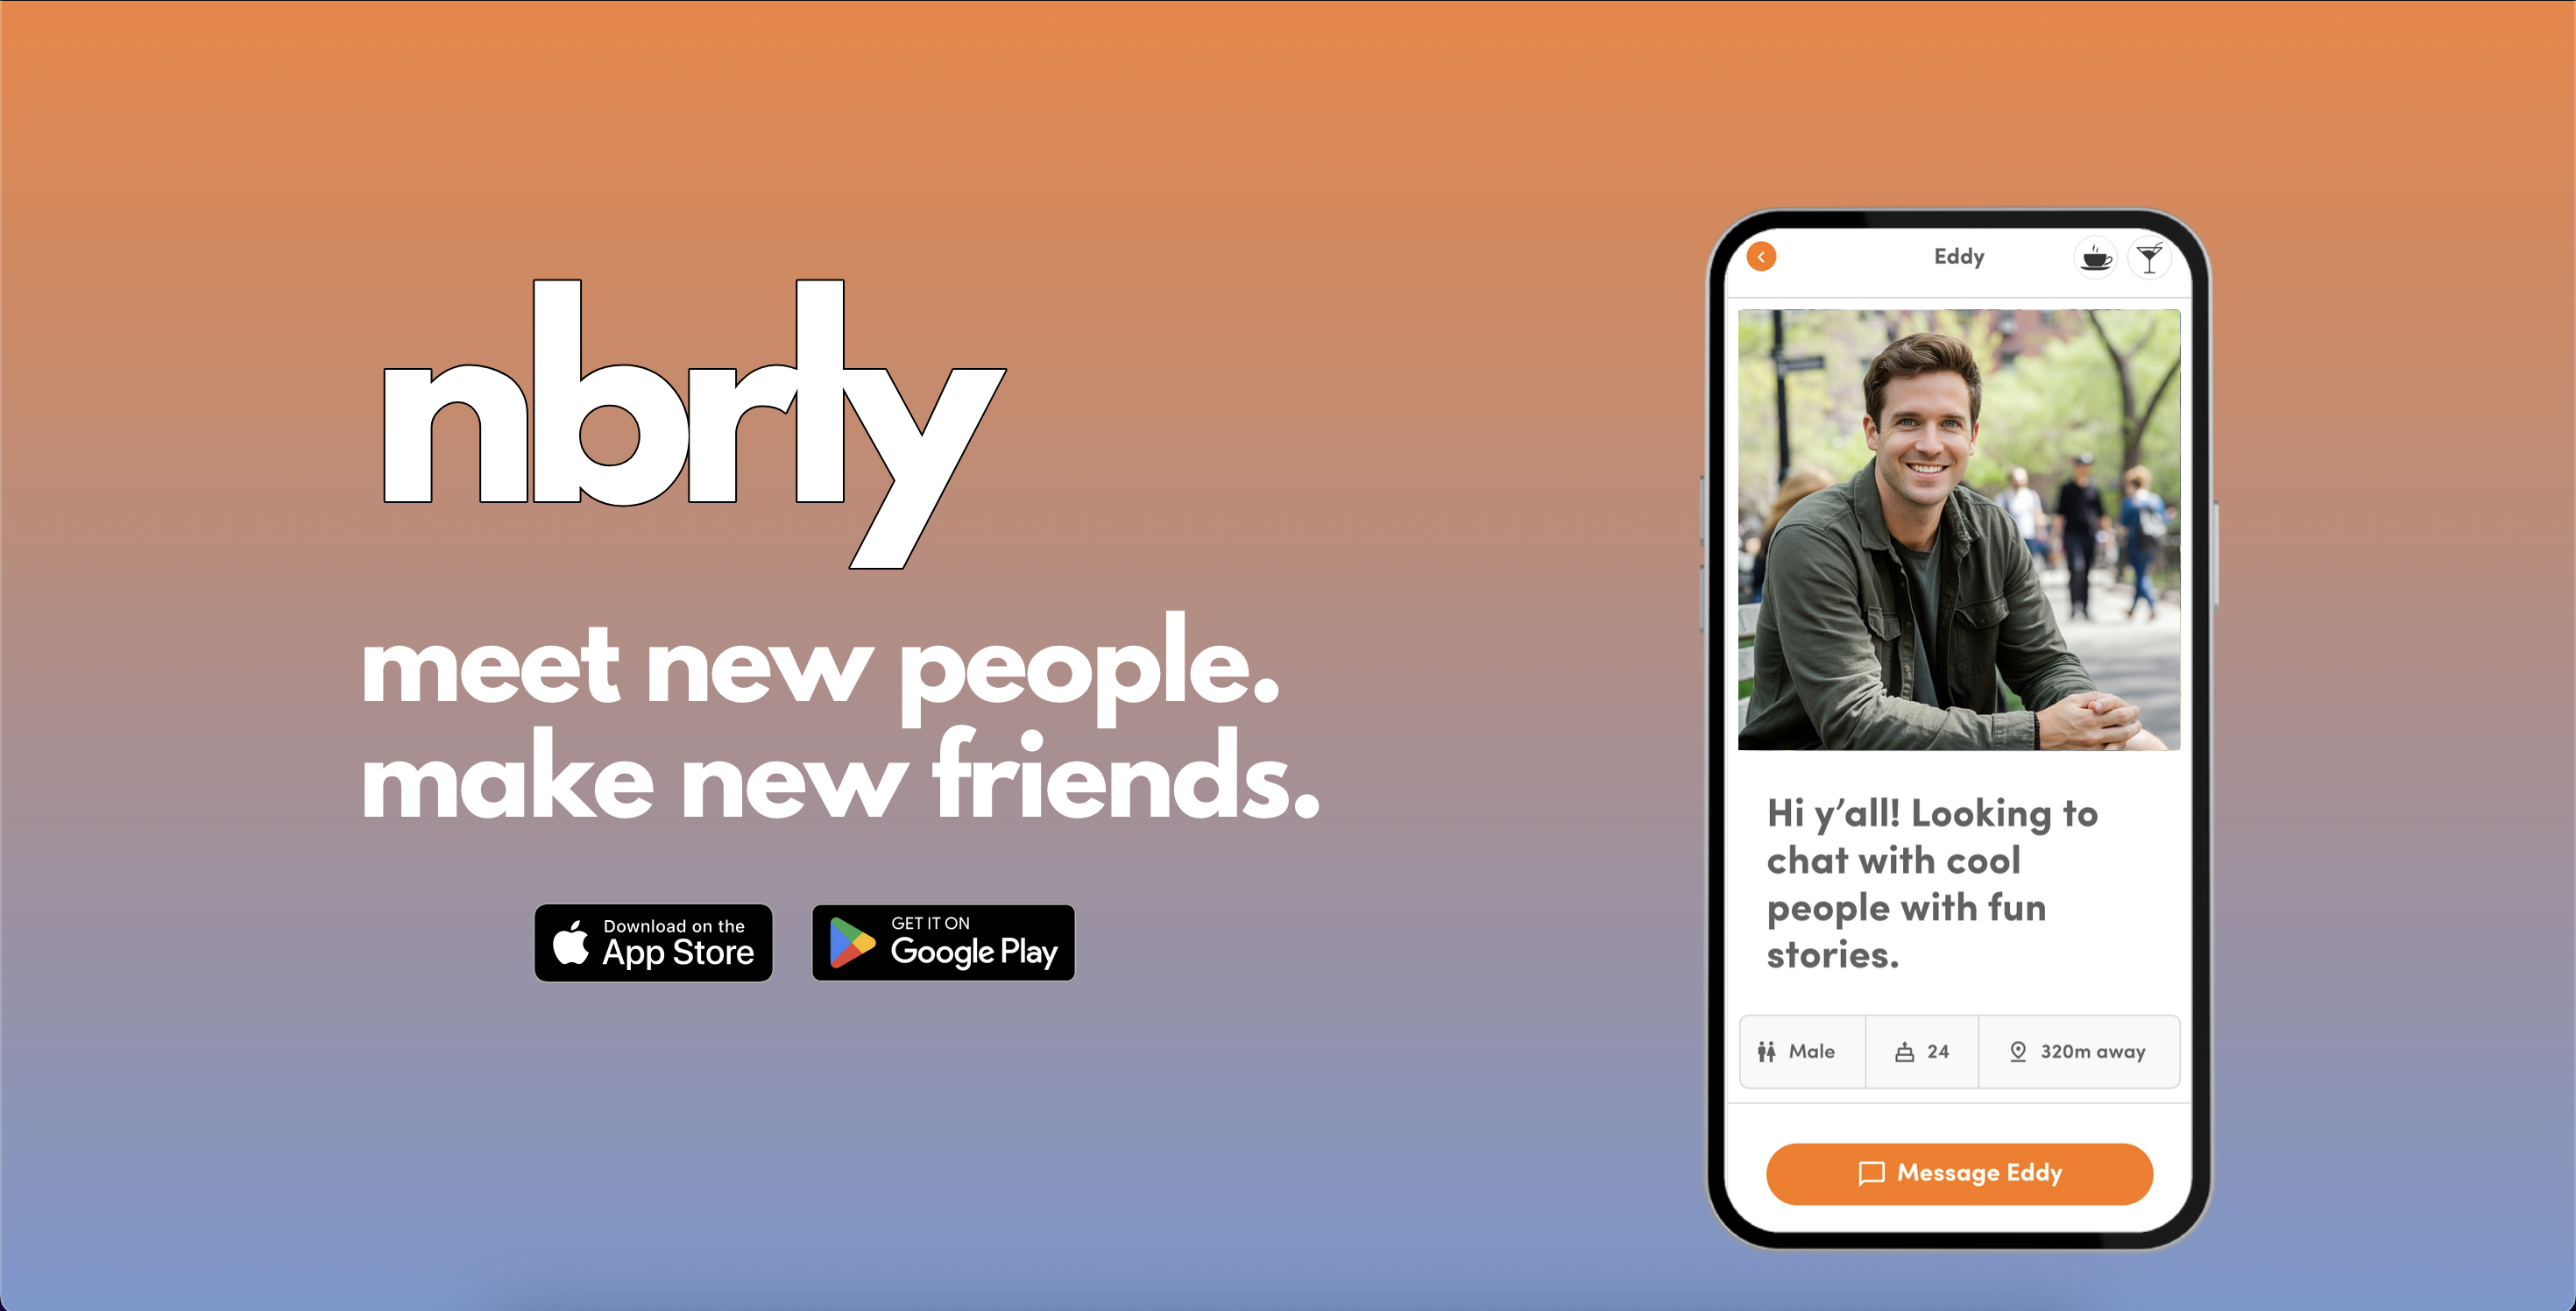 nbrly
meet new people.
make new friends.
Download on the
App Store
GET IT ON
Google Play
Eddy
Hi y’all! Looking to
chat with cool
people with fun
stories.
Male
24
320m away
Message Eddy